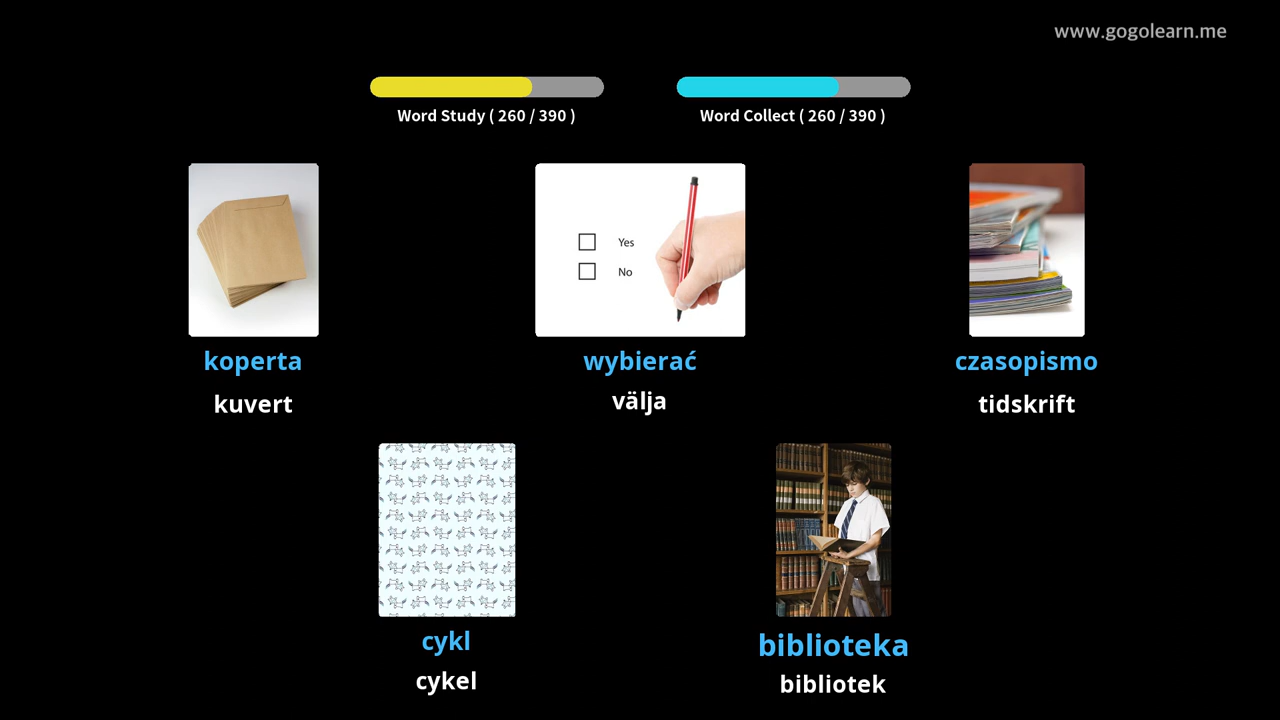 www.gogolearn.me
Word Study ( 260 / 390 )
Word Collect ( 260 / 390 )
Yes
No
koperta
wybierać
czasopismo
kuvert
välja
tidskrift
cykl
biblioteka
cykel
bibliotek